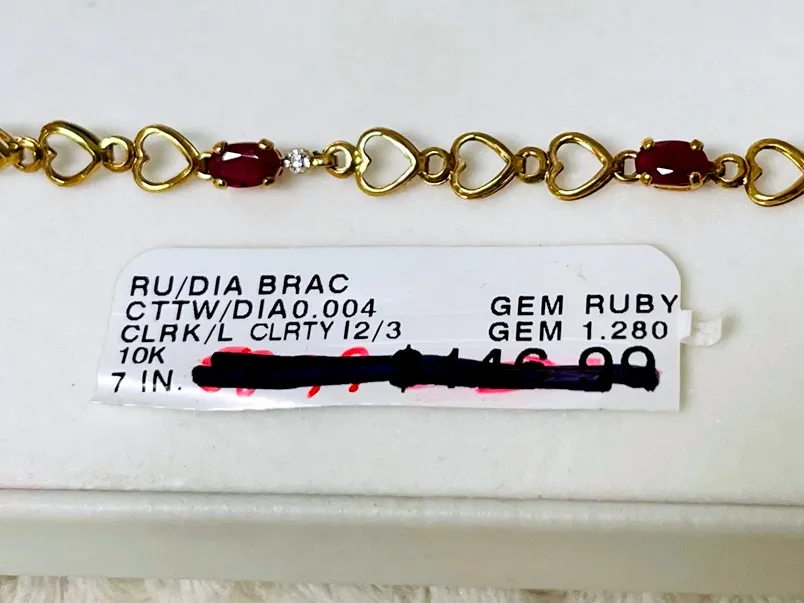 RU/DIA BRAC
CTTW/DIA0.004 GEM RUBY
CLRK/L CLRTY I2/3 GEM 1.280
10K
7 IN.